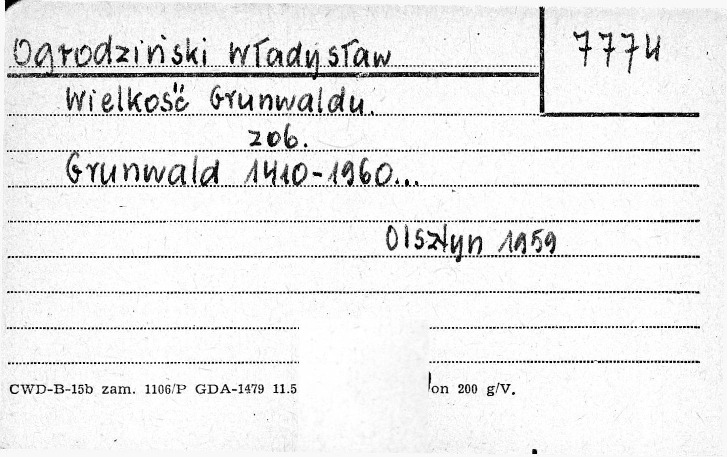 Ogrodziński Władysław
7774
Wielkość Grunwaldu.
zob.
Grunwald 1410-1960...
Olsztyn 1959
CWD-B-15b zam. 1106/P GDA-1479 11.5 on 200 g/V.